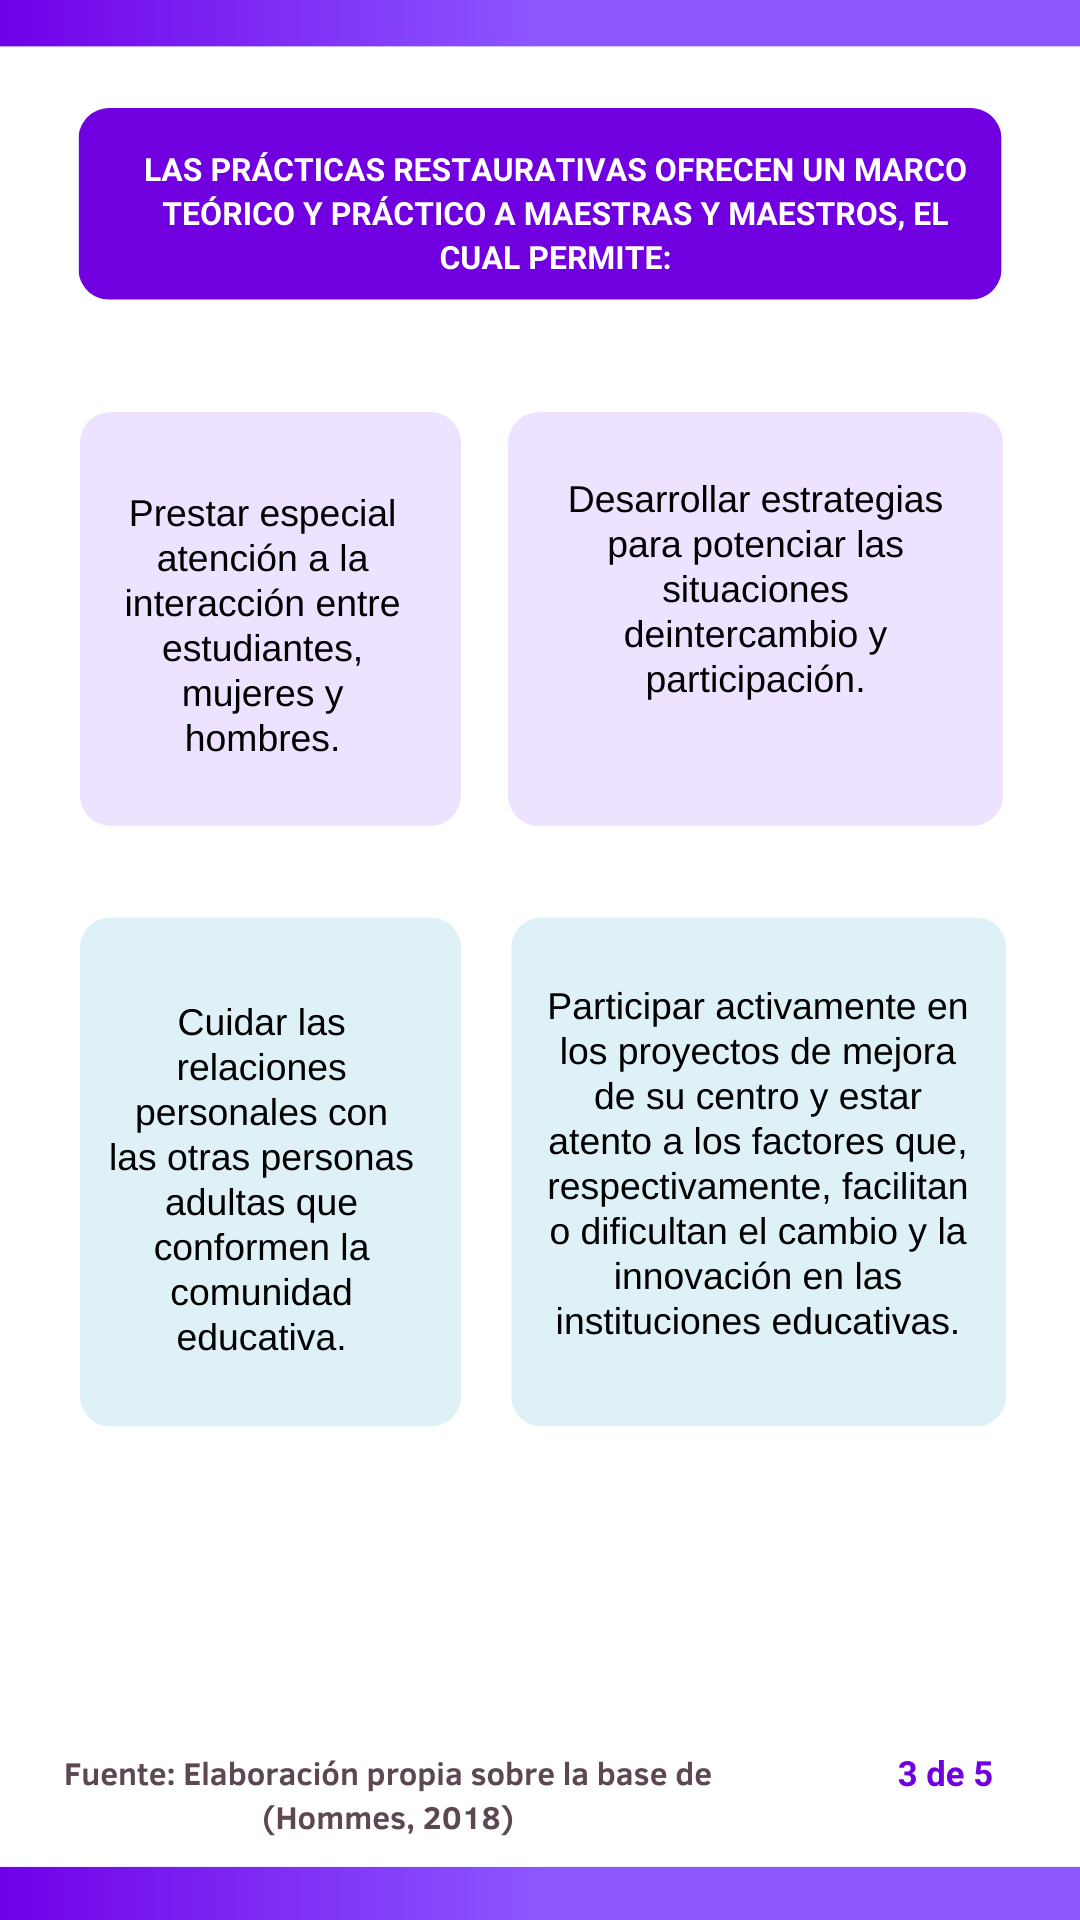 LAS PRÁCTICAS RESTAURATIVAS OFRECEN UN MARCO
TEÓRICO Y PRÁCTICO A MAESTRAS Y MAESTROS, EL
CUAL PERMITE:
Prestar especial
atención a la
interacción entre
estudiantes,
mujeres y
hombres.
Desarrollar estrategias
para potenciar las
situaciones
deintercambio y
participación.
Cuidar las
relaciones
personales con
las otras personas
adultas que
conformen la
comunidad
educativa.
Participar activamente en
los proyectos de mejora
de su centro y estar
atento a los factores que,
respectivamente, facilitan
o dificultan el cambio y la
innovación en las
instituciones educativas.
Fuente: Elaboración propia sobre la base de
(Hommes, 2018)
3 de 5